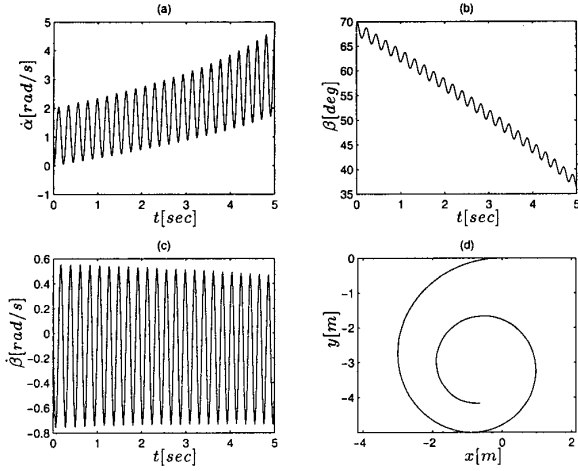 (a)
5
4
3
2
1
0
-1
α̇[rad/s]
0 1 2 3 4 5
t[sec]
(b)
70
65
60
55
50
45
40
35
β[deg]
0 1 2 3 4 5
t[sec]
(c)
0.6
0.4
0.2
0
-0.2
-0.4
-0.6
-0.8
β̇[rad/s]
0 1 2 3 4 5
t[sec]
(d)
0
-1
-2
-3
-4
y[m]
-4 -2 0 2
x[m]